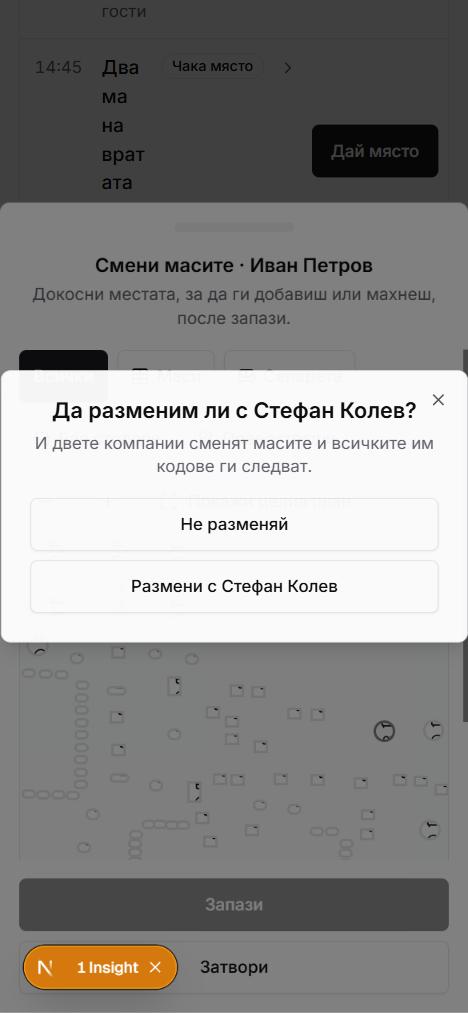 гости
14:45 Два Чака място
ма
на
врат
ата
Дай място
Смени масите · Иван Петров
Докосни местата, за да ги добавиш или махнеш,
после запази.
Да разменим ли с Стефан Колев?
И двете компании сменят масите и всичките им
кодове ги следват.
Не разменяй
Размени с Стефан Колев
Запази
1 Insight
Затвори